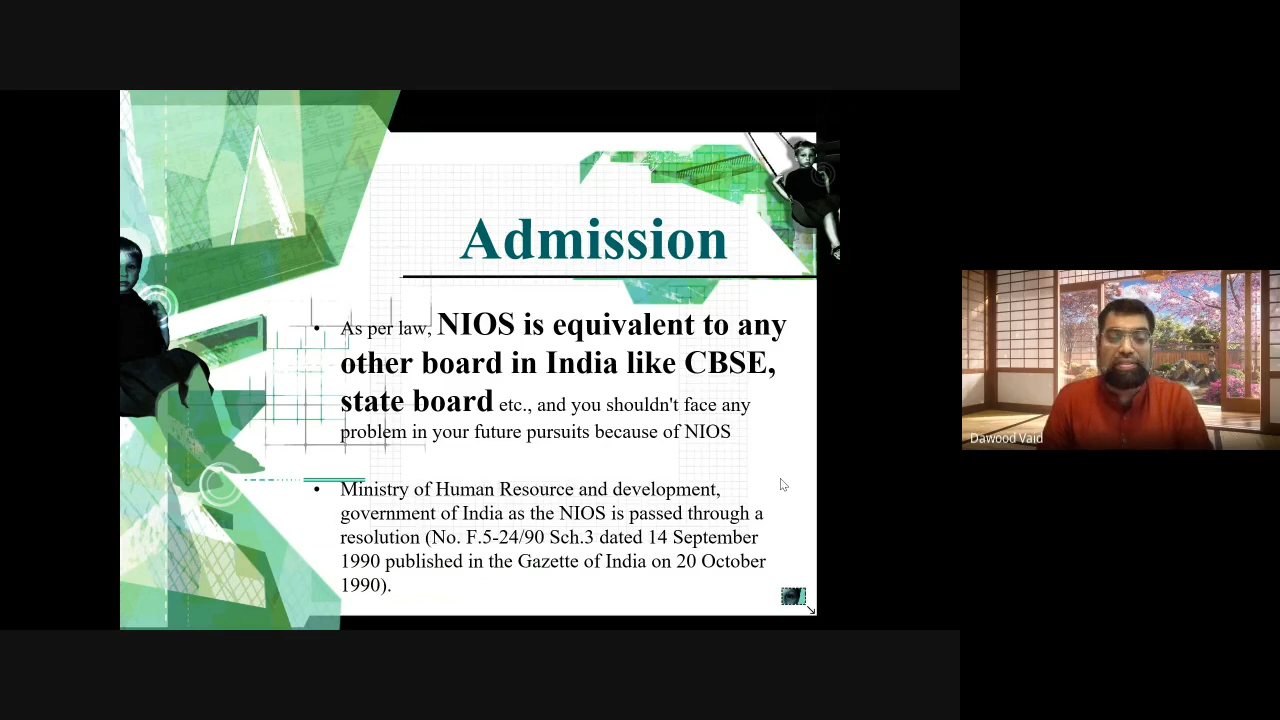 Admission
• As per law, NIOS is equivalent to any
other board in India like CBSE,
state board etc., and you shouldn't face any
problem in your future pursuits because of NIOS
• Ministry of Human Resource and development,
government of India as the NIOS is passed through a
resolution (No. F.5-24/90 Sch.3 dated 14 September
1990 published in the Gazette of India on 20 October
1990).
Dawood Vaid